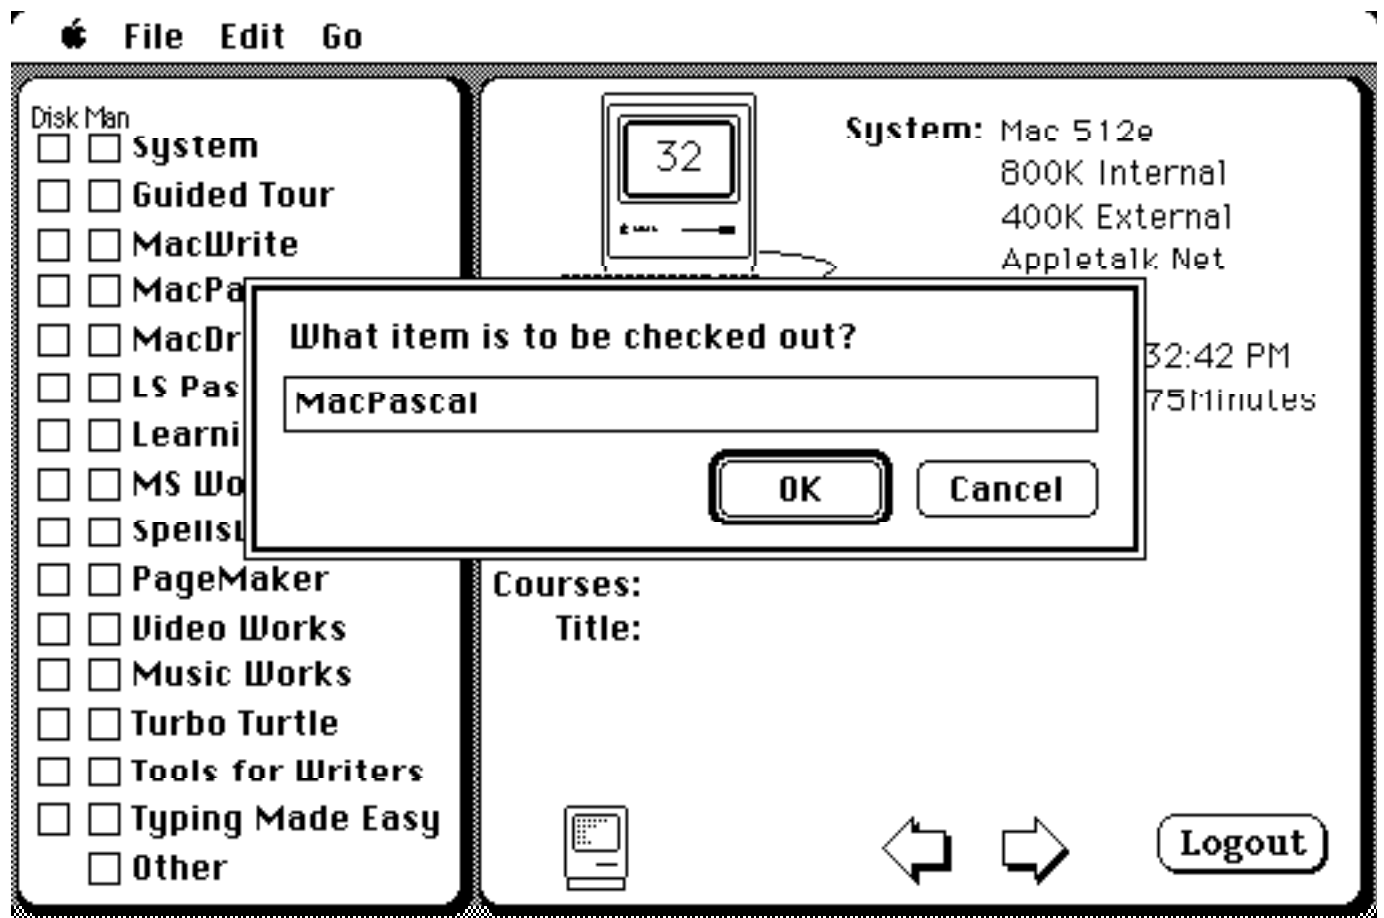 File Edit Go
Disk Man
System
Guided Tour
MacWrite
MacPa
MacDr
LS Pas
Learni
MS Wo
Spells
PageMaker
Video Works
Music Works
Turbo Turtle
Tools for Writers
Typing Made Easy
Other
32
System: Mac 512e
800K Internal
400K External
Appletalk Net
32:42 PM
75Minutes
What item is to be checked out?
MacPascal
OK Cancel
Courses:
Title:
Logout